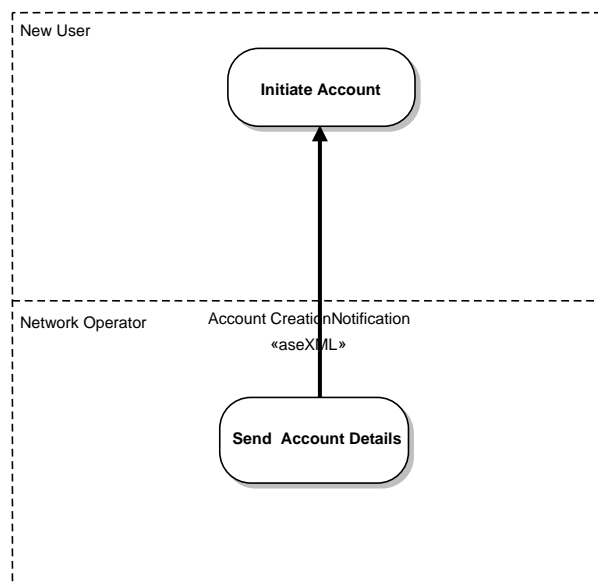 New User
Initiate Account
Network Operator
Account CreationNotification
«aseXML»
Send Account Details